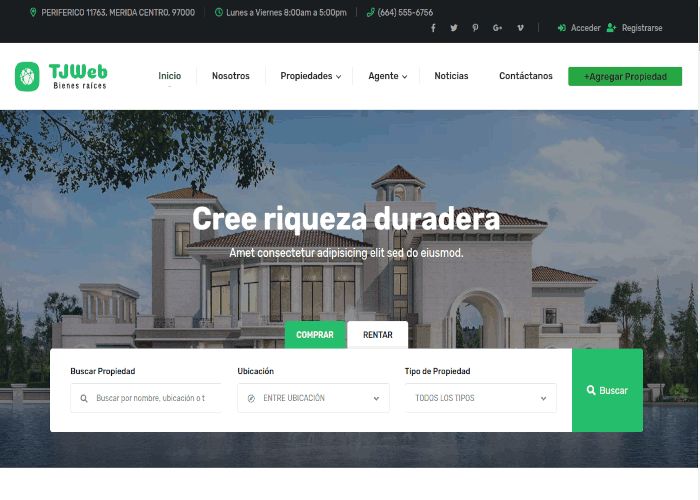 PERIFERICO 11763, MERIDA CENTRO, 97000 Lunes a Viernes 8:00am a 5:00pm (664) 555-6756
Acceder Registrarse
TJWeb
Bienes raíces
Inicio Nosotros Propiedades Agente Noticias Contáctanos +Agregar Propiedad
Cree riqueza duradera
Amet consectetur adipisicing elit sed do eiusmod.
COMPRAR RENTAR
Buscar Propiedad Ubicación Tipo de Propiedad
Buscar por nombre, ubicación o t ENTRE UBICACIÓN TODOS LOS TIPOS Buscar